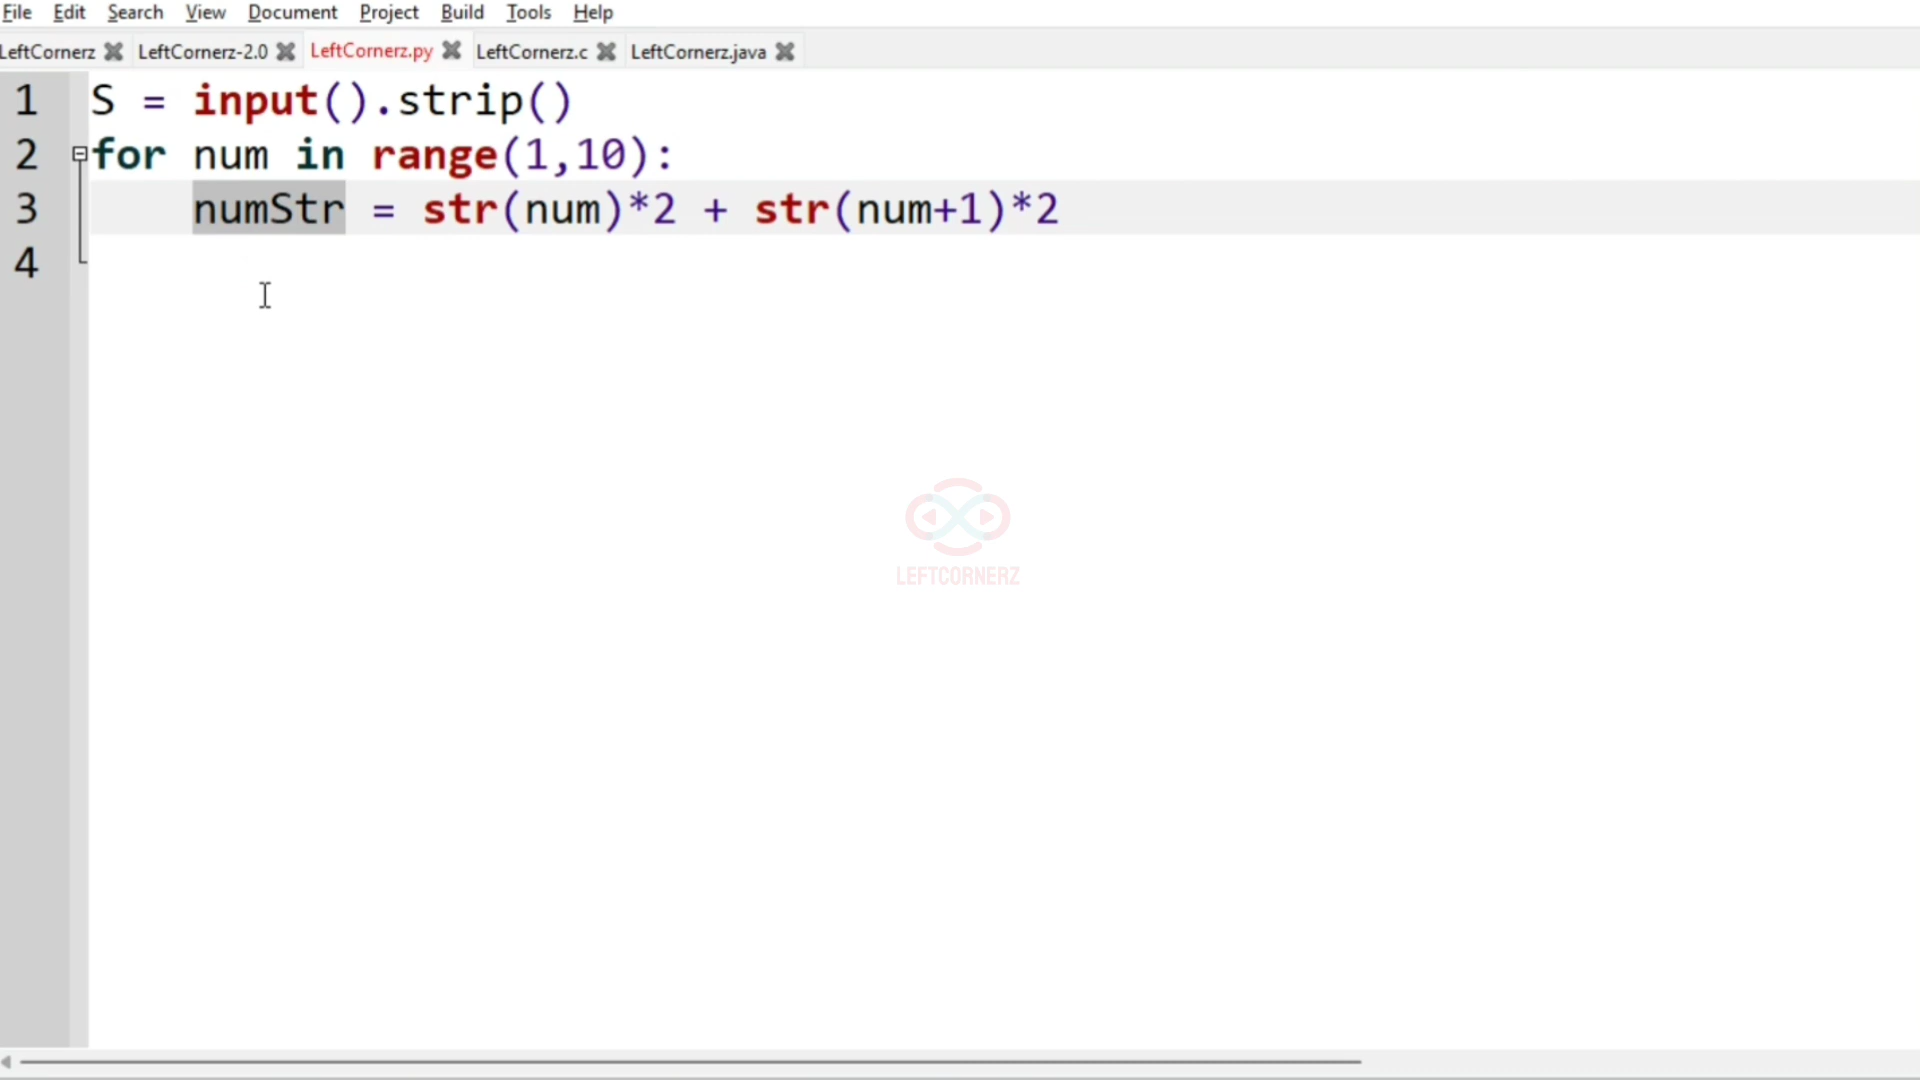 File Edit Search View Document Project Build Tools Help
LeftCornerz LeftCornerz-2.0 LeftCornerz.py LeftCornerz.c LeftCornerz.java
1 S = input().strip()
2 for num in range(1,10):
3     numStr = str(num)*2 + str(num+1)*2
4
LEFTCORNERZ